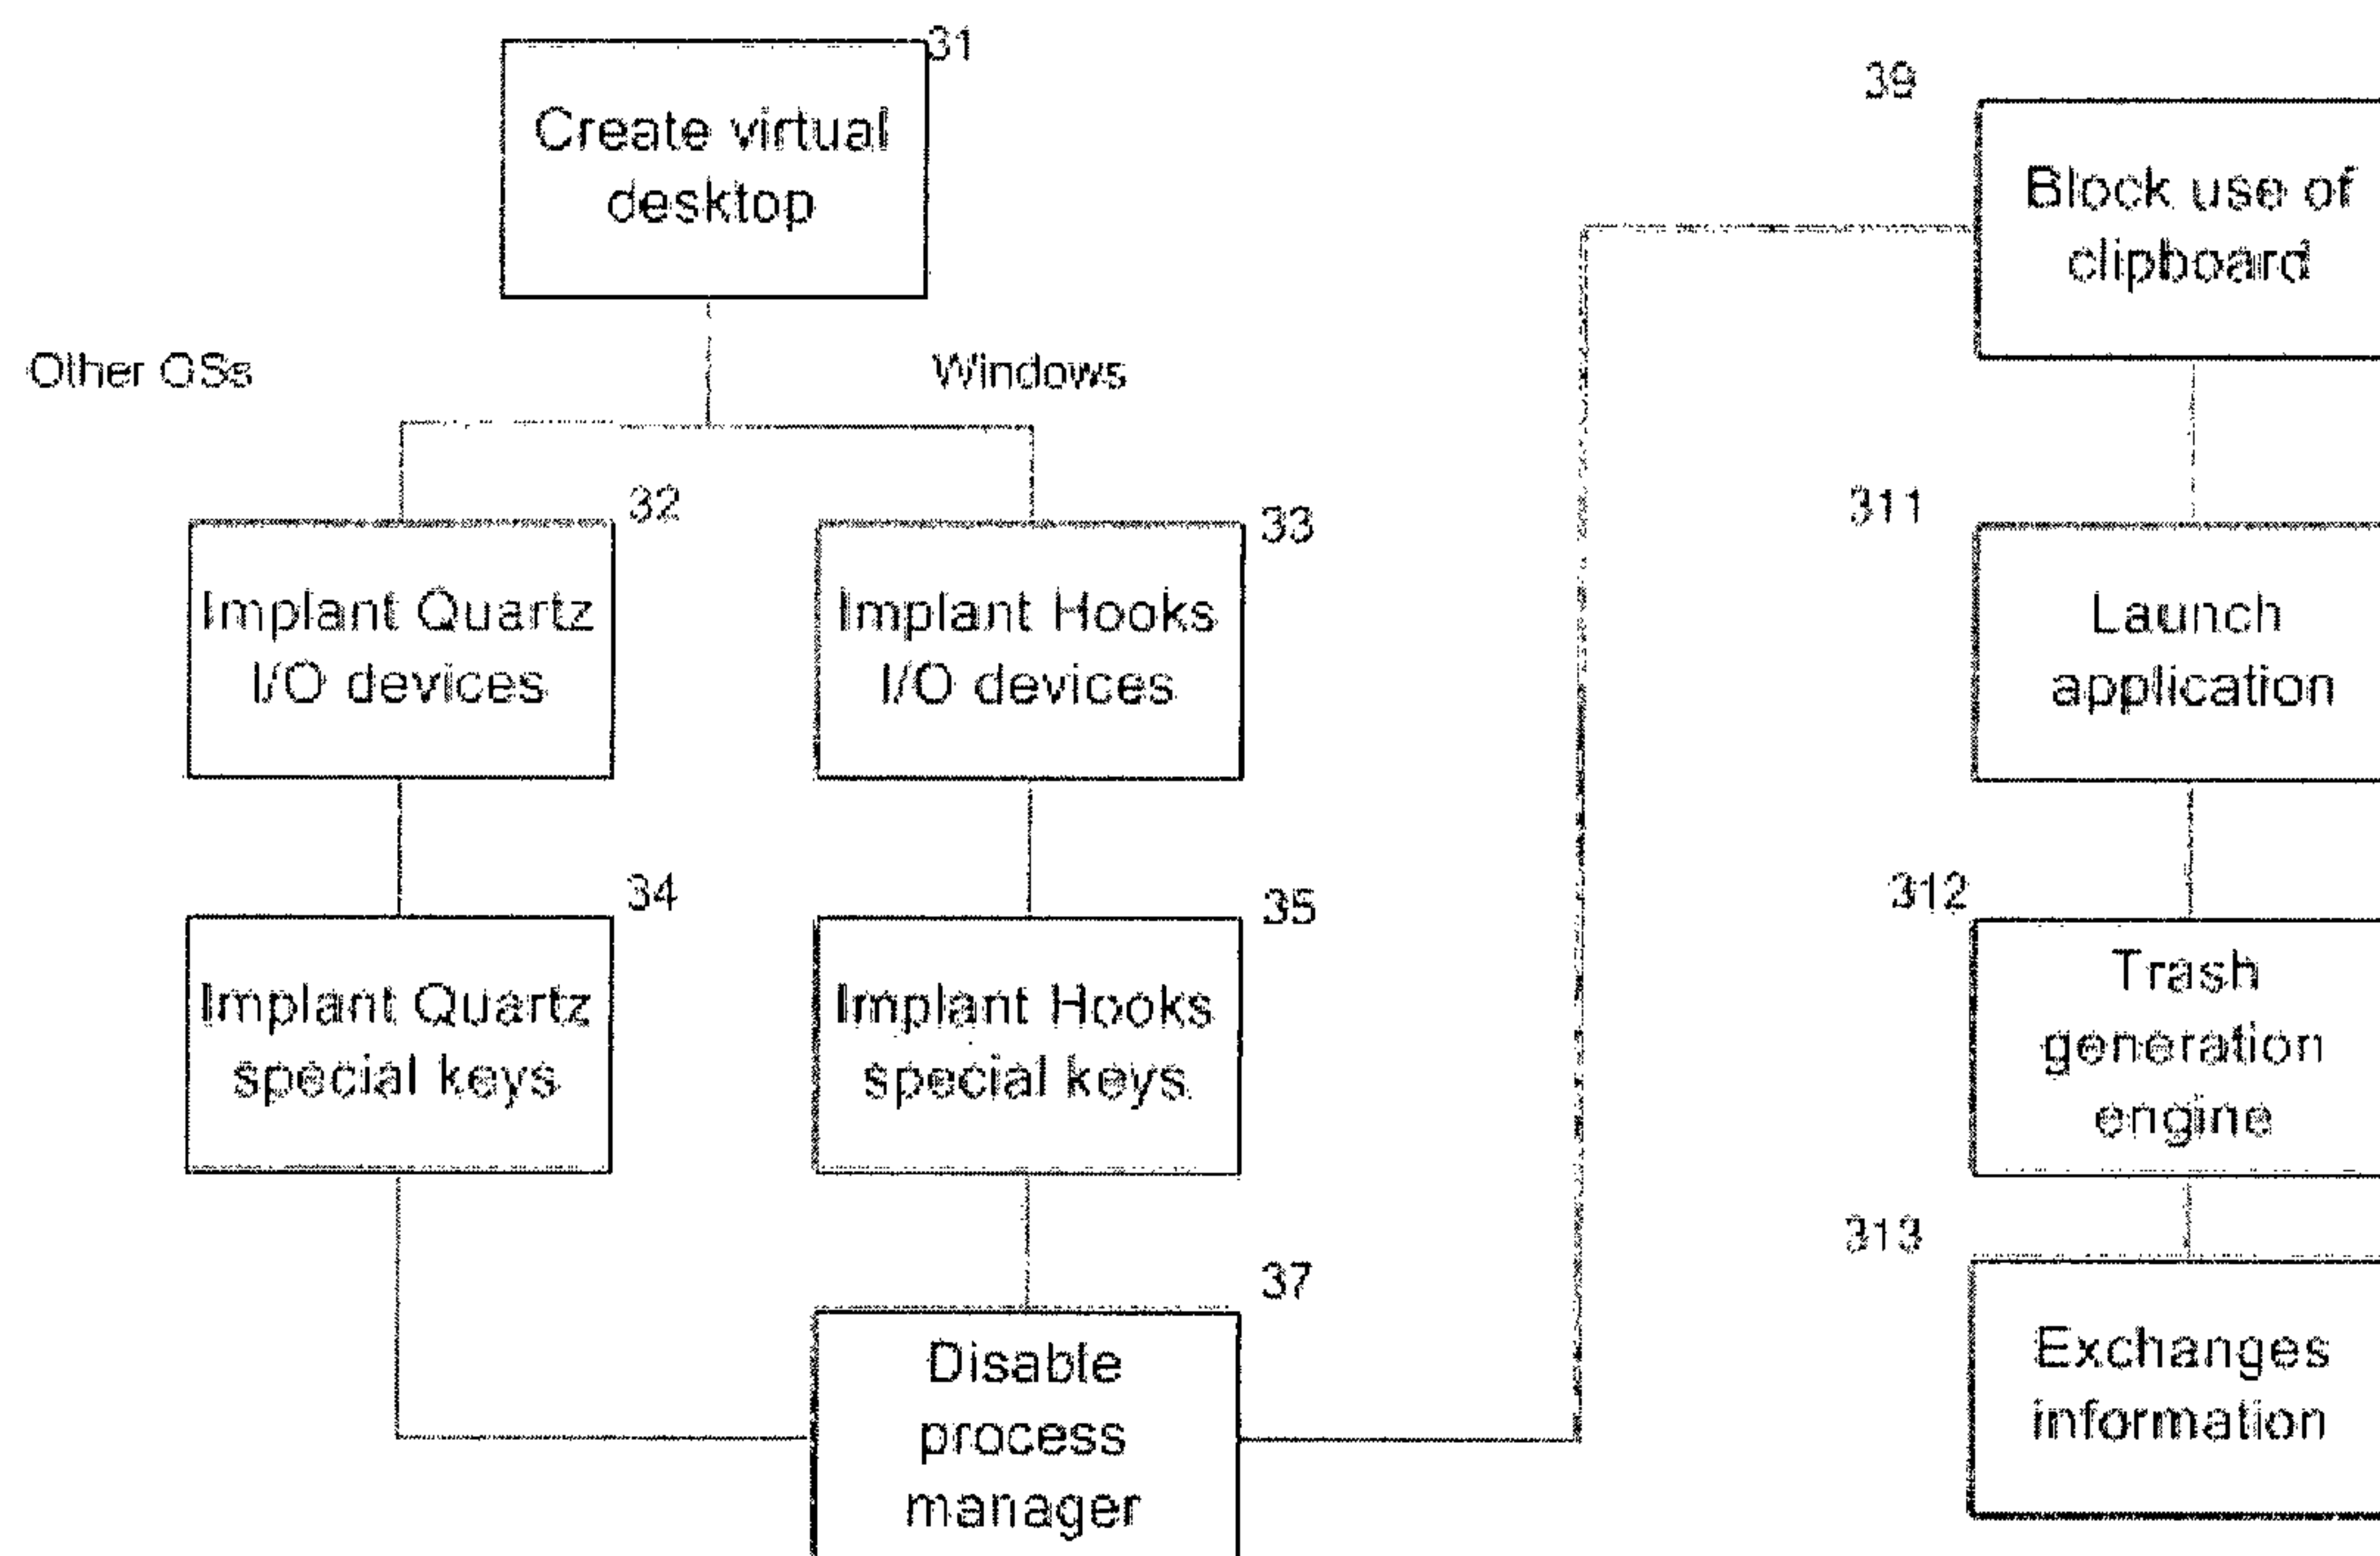 31
Create virtual
desktop
Other OSs
Windows
32
Implant Quartz
I/O devices
33
Implant Hooks
I/O devices
34
Implant Quartz
special keys
35
Implant Hooks
special keys
37
Disable
process
manager
39
Block use of
clipboard
311
Launch
application
312
Trash
generation
engine
313
Exchanges
information